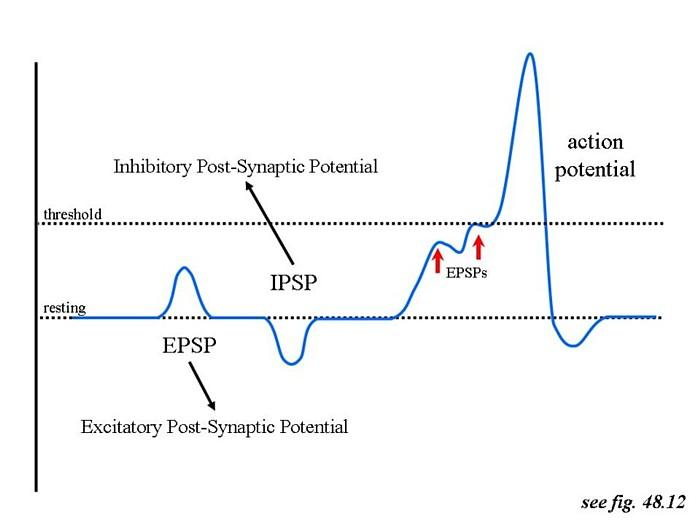 action
potential
Inhibitory Post-Synaptic Potential
threshold
IPSP
EPSPs
resting
EPSP
Excitatory Post-Synaptic Potential
see fig. 48.12